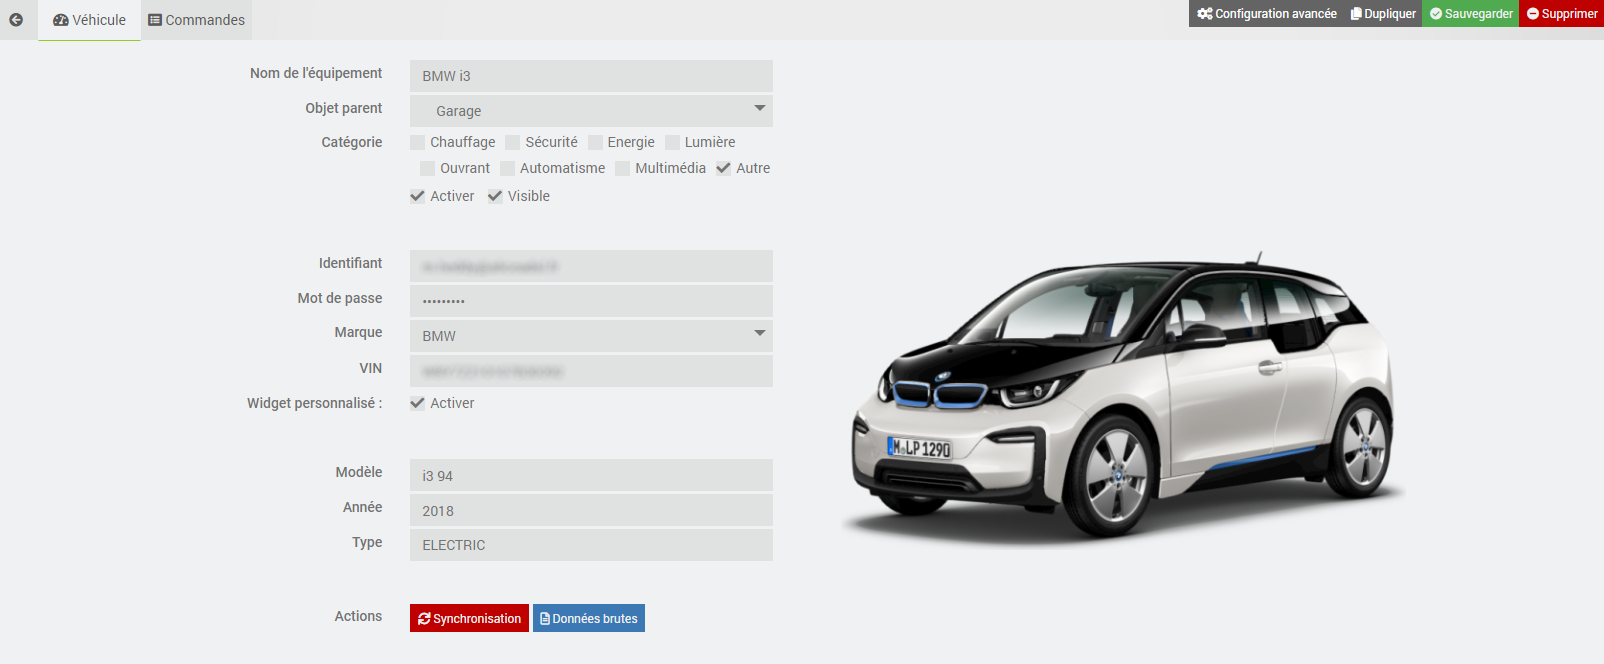 Véhicule Commandes Configuration avancée Dupliquer Sauvegarder Supprimer
Nom de l'équipement BMW i3
Objet parent Garage
Catégorie Chauffage Sécurité Energie Lumière
Ouvrant Automatisme Multimédia Autre
Activer Visible
Identifiant
Mot de passe •••••••••
Marque BMW
VIN
Widget personnalisé : Activer
Modèle i3 94
Année 2018
Type ELECTRIC
Actions Synchronisation Données brutes
M LP 1290